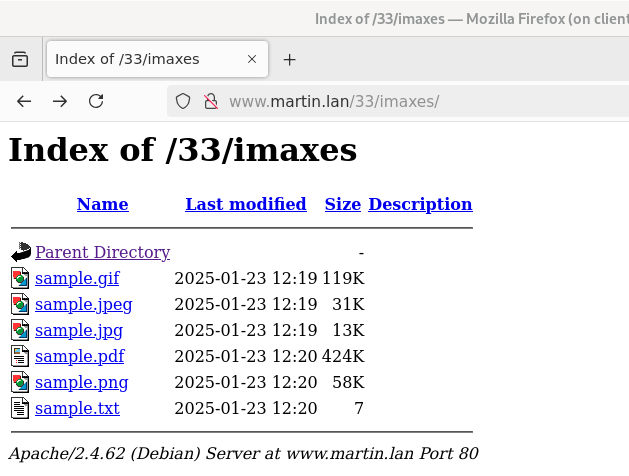 Index of /33/imaxes — Mozilla Firefox (on client
Index of /33/imaxes
www.martin.lan/33/imaxes/
Index of /33/imaxes
Name Last modified Size Description
Parent Directory -
sample.gif 2025-01-23 12:19 119K
sample.jpeg 2025-01-23 12:19 31K
sample.jpg 2025-01-23 12:19 13K
sample.pdf 2025-01-23 12:20 424K
sample.png 2025-01-23 12:20 58K
sample.txt 2025-01-23 12:20 7
Apache/2.4.62 (Debian) Server at www.martin.lan Port 80